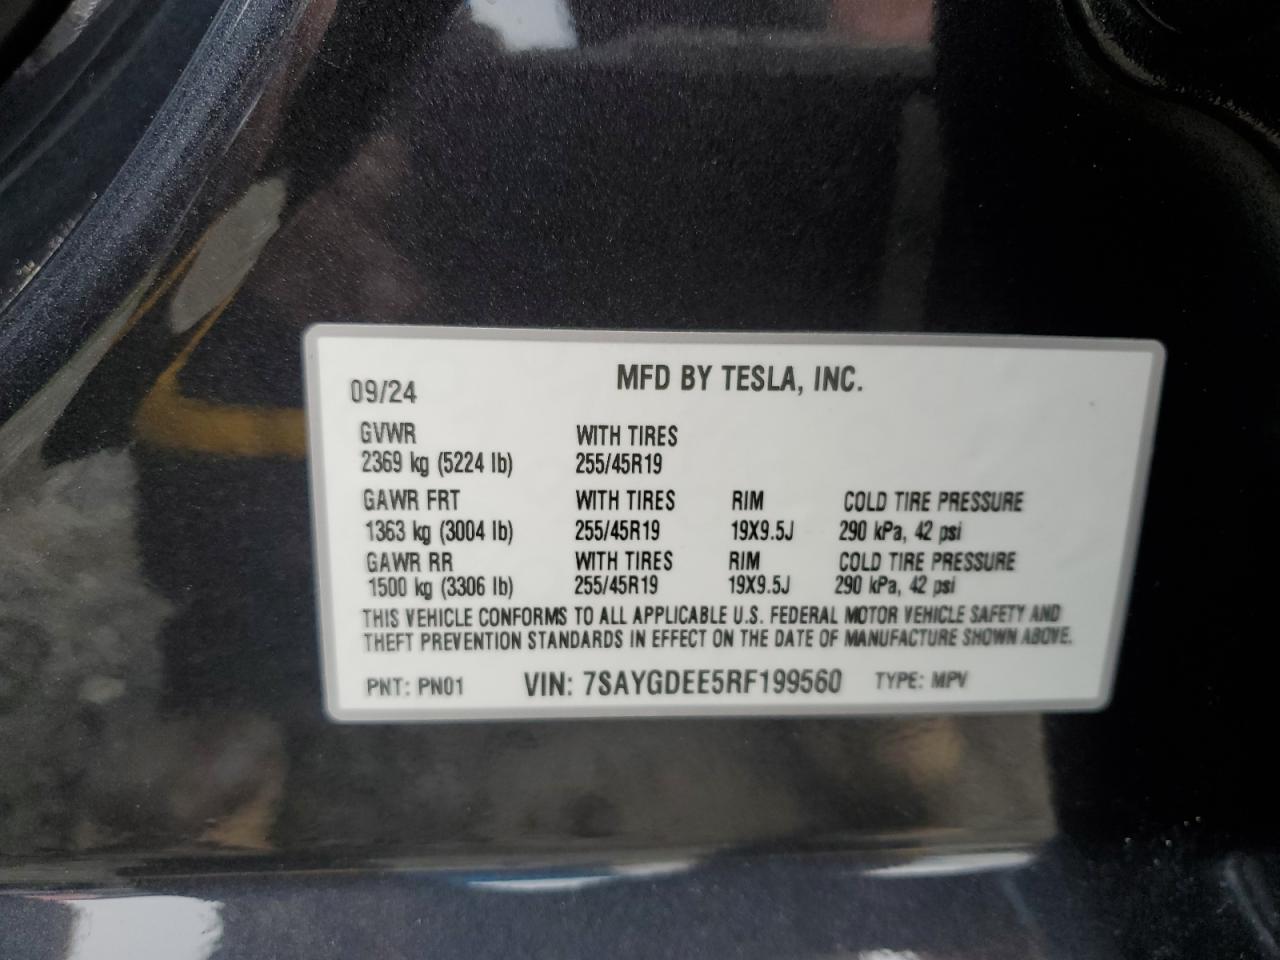 MFD BY TESLA, INC.
09/24
GVWR WITH TIRES
2369 kg (5224 lb) 255/45R19
GAWR FRT WITH TIRES RIM COLD TIRE PRESSURE
1363 kg (3004 lb) 255/45R19 19X9.5J 290 kPa, 42 psi
GAWR RR WITH TIRES RIM COLD TIRE PRESSURE
1500 kg (3306 lb) 255/45R19 19X9.5J 290 kPa, 42 psi
THIS VEHICLE CONFORMS TO ALL APPLICABLE U.S. FEDERAL MOTOR VEHICLE SAFETY AND
THEFT PREVENTION STANDARDS IN EFFECT ON THE DATE OF MANUFACTURE SHOWN ABOVE.
PNT: PN01 VIN: 7SAYGDEE5RF199560 TYPE: MPV